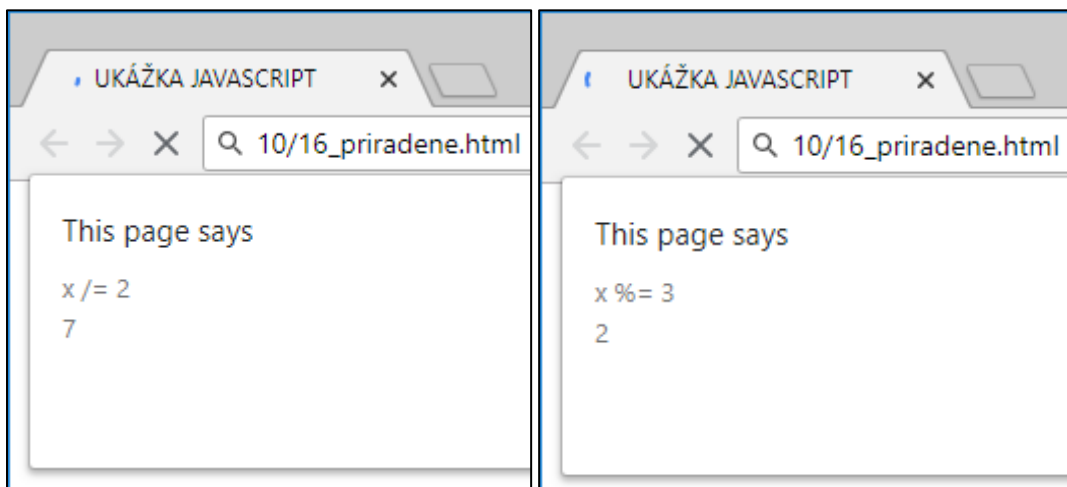 UKÁŽKA JAVASCRIPT
10/16_priradene.html
This page says
x /= 2
7
UKÁŽKA JAVASCRIPT
10/16_priradene.html
This page says
x %= 3
2